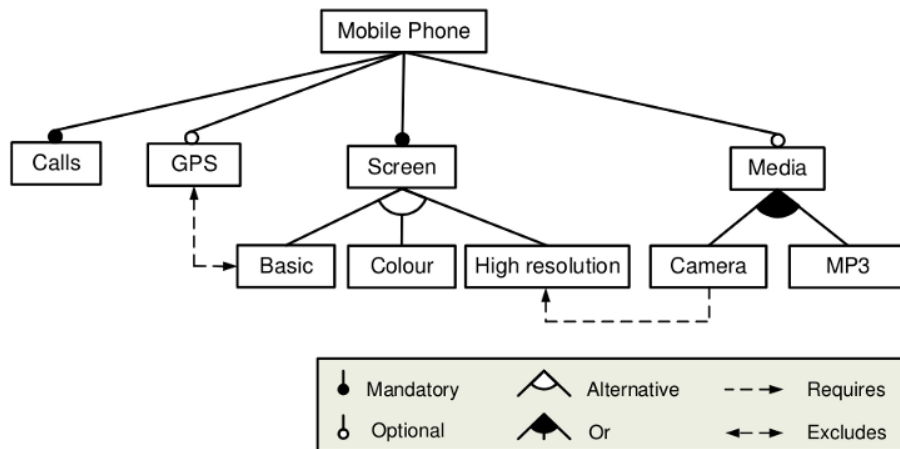 Mobile Phone
Calls
GPS
Screen
Media
Basic
Colour
High resolution
Camera
MP3
Mandatory
Alternative
Requires
Optional
Or
Excludes